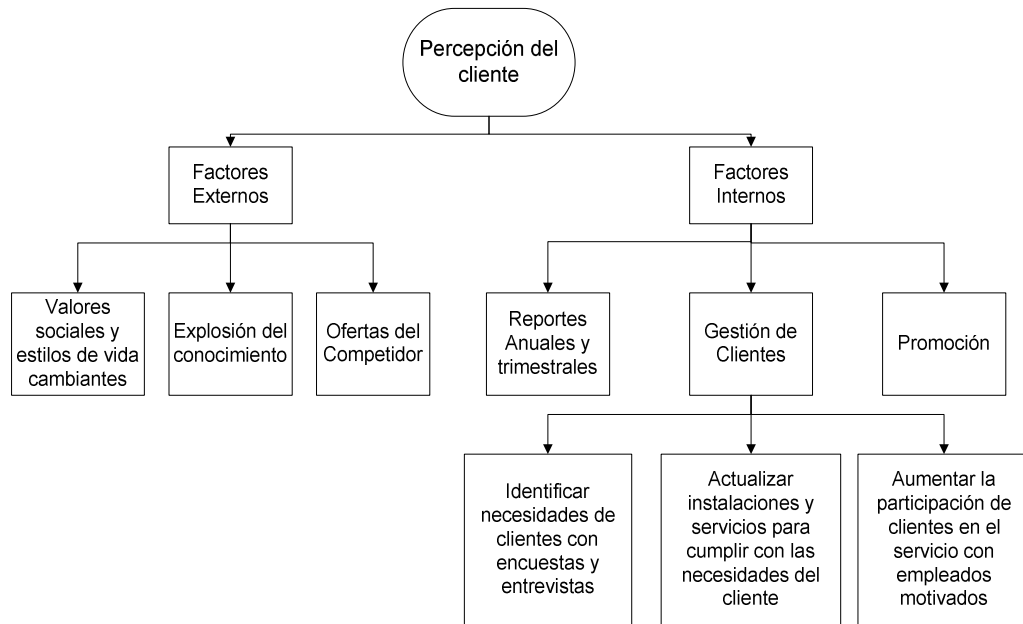 Percepción del
cliente
Factores
Externos
Factores
Internos
Valores
sociales y
estilos de vida
cambiantes
Explosión del
conocimiento
Ofertas del
Competidor
Reportes
Anuales y
trimestrales
Gestión de
Clientes
Promoción
Identificar
necesidades de
clientes con
encuestas y
entrevistas
Actualizar
instalaciones y
servicios para
cumplir con las
necesidades del
cliente
Aumentar la
participación de
clientes en el
servicio con
empleados
motivados